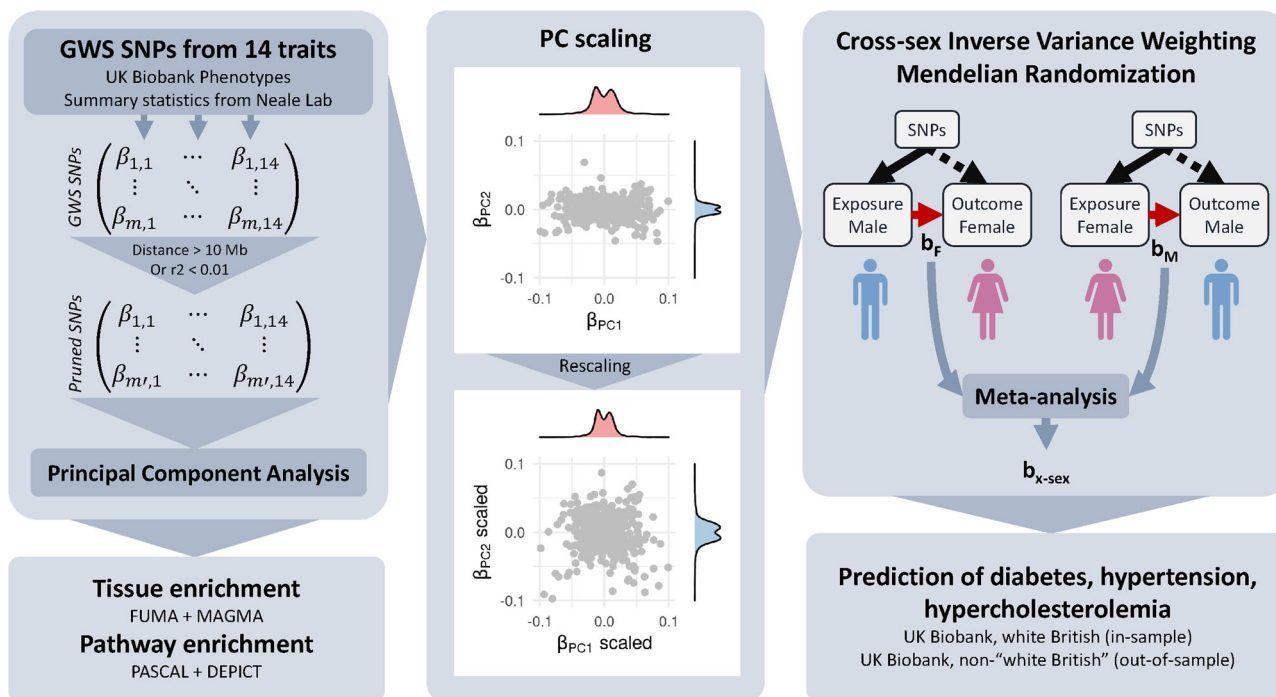 GWS SNPs from 14 traits
UK Biobank Phenotypes
Summary statistics from Neale Lab
GWS SNPs
β1,1 ⋯ β1,14
⋮ ⋱ ⋮
βm,1 ⋯ βm,14
Distance > 10 Mb
Or r2 < 0.01
Pruned SNPs
β1,1 ⋯ β1,14
⋮ ⋱ ⋮
βm′,1 ⋯ βm′,14
Principal Component Analysis
Tissue enrichment
FUMA + MAGMA
Pathway enrichment
PASCAL + DEPICT
PC scaling
βPC2
0.1
0.0
-0.1
-0.1 0.0 0.1
βPC1
Rescaling
βPC2 scaled
0.1
0.0
-0.1
-0.1 0.0 0.1
βPC1 scaled
Cross-sex Inverse Variance Weighting
Mendelian Randomization
SNPs
Exposure
Male
Outcome
Female
bF
SNPs
Exposure
Female
Outcome
Male
bM
Meta-analysis
bx-sex
Prediction of diabetes, hypertension,
hypercholesterolemia
UK Biobank, white British (in-sample)
UK Biobank, non-“white British” (out-of-sample)